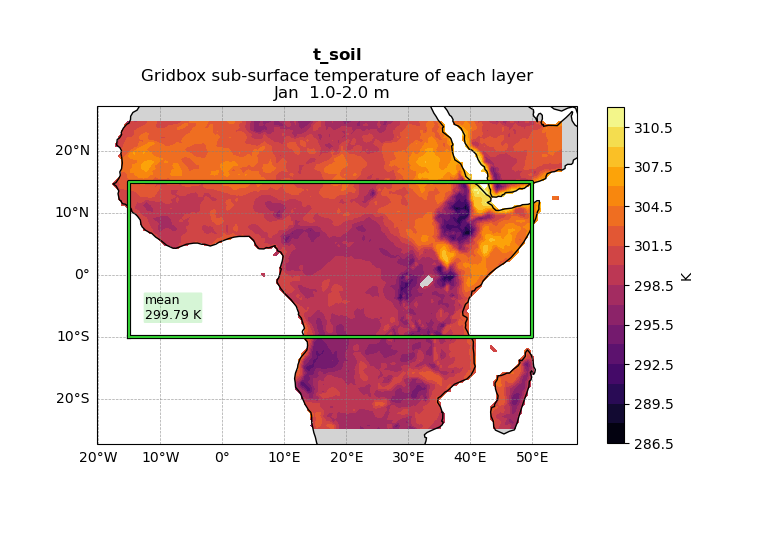 t_soil
Gridbox sub-surface temperature of each layer
Jan  1.0-2.0 m
20°N
10°N
0°
10°S
20°S
mean
299.79 K
20°W 10°W 0° 10°E 20°E 30°E 40°E 50°E
310.5
307.5
304.5
301.5
298.5
295.5
292.5
289.5
286.5
K